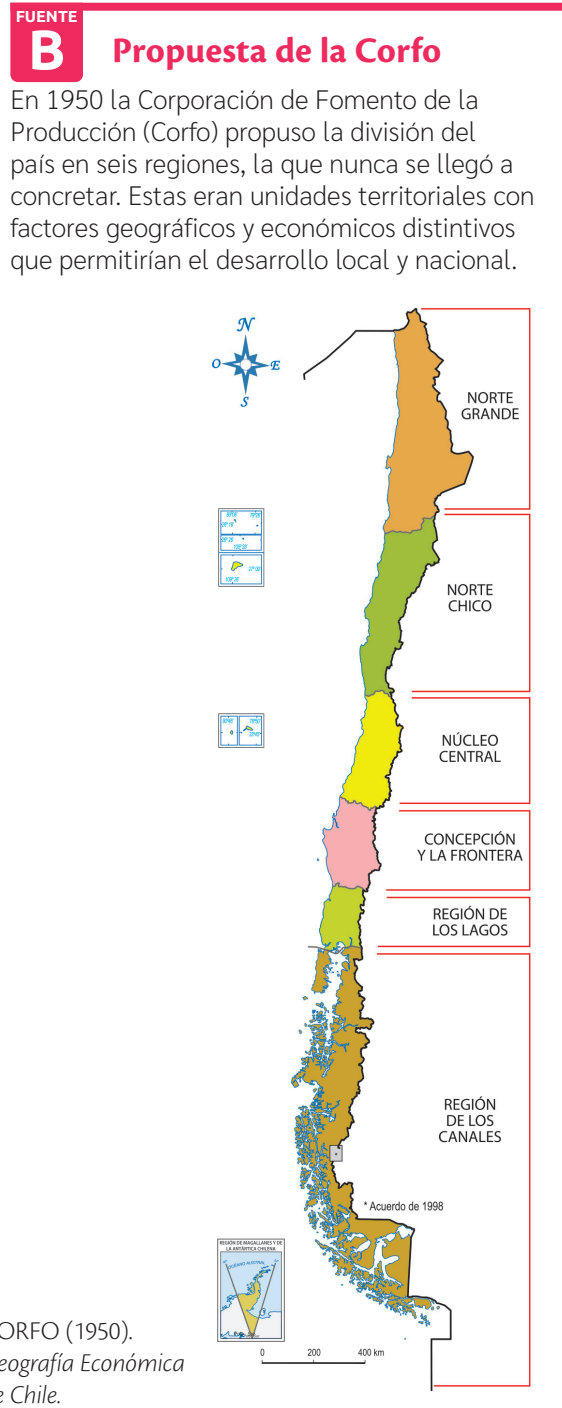 FUENTE
B
Propuesta de la Corfo
En 1950 la Corporación de Fomento de la
Producción (Corfo) propuso la división del
país en seis regiones, la que nunca se llegó a
concretar. Estas eran unidades territoriales con
factores geográficos y económicos distintivos
que permitirían el desarrollo local y nacional.
N
O
E
S
NORTE
GRANDE
NORTE
CHICO
NÚCLEO
CENTRAL
CONCEPCIÓN
Y LA FRONTERA
REGIÓN DE
LOS LAGOS
REGIÓN
DE LOS
CANALES
* Acuerdo de 1998
REGIÓN DE MAGALLANES Y DE
LA ANTÁRTICA CHILENA
OCÉANO AUSTRAL
0 200 400 km
ORFO (1950).
eografía Económica
e Chile.